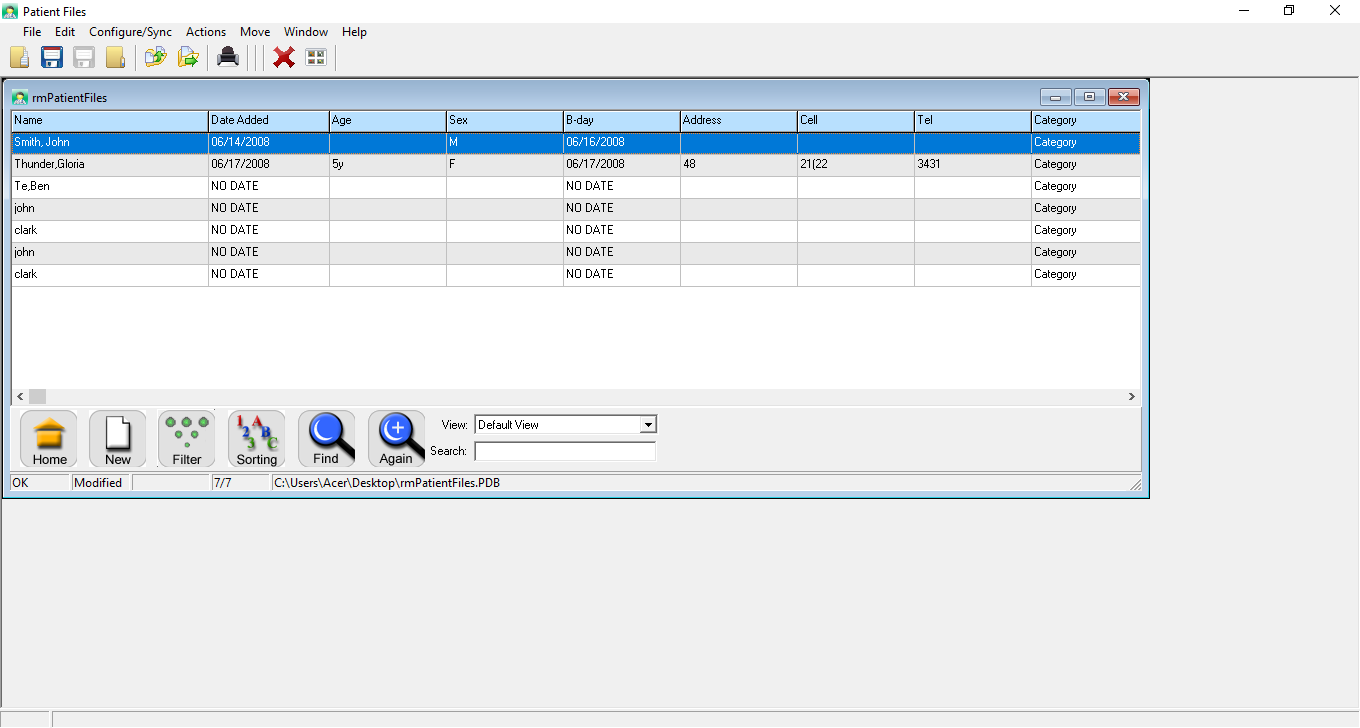 Patient Files
File Edit Configure/Sync Actions Move Window Help
rmPatientFiles
Name Date Added Age Sex B-day Address Cell Tel Category
Smith, John 06/14/2008 M 06/16/2008 Category
Thunder,Gloria 06/17/2008 5y F 06/17/2008 48 21(22 3431 Category
Te,Ben NO DATE NO DATE Category
john NO DATE NO DATE Category
clark NO DATE NO DATE Category
john NO DATE NO DATE Category
clark NO DATE NO DATE Category
View: Default View
Search:
Home New Filter Sorting Find Again
OK Modified 7/7 C:\Users\Acer\Desktop\rmPatientFiles.PDB